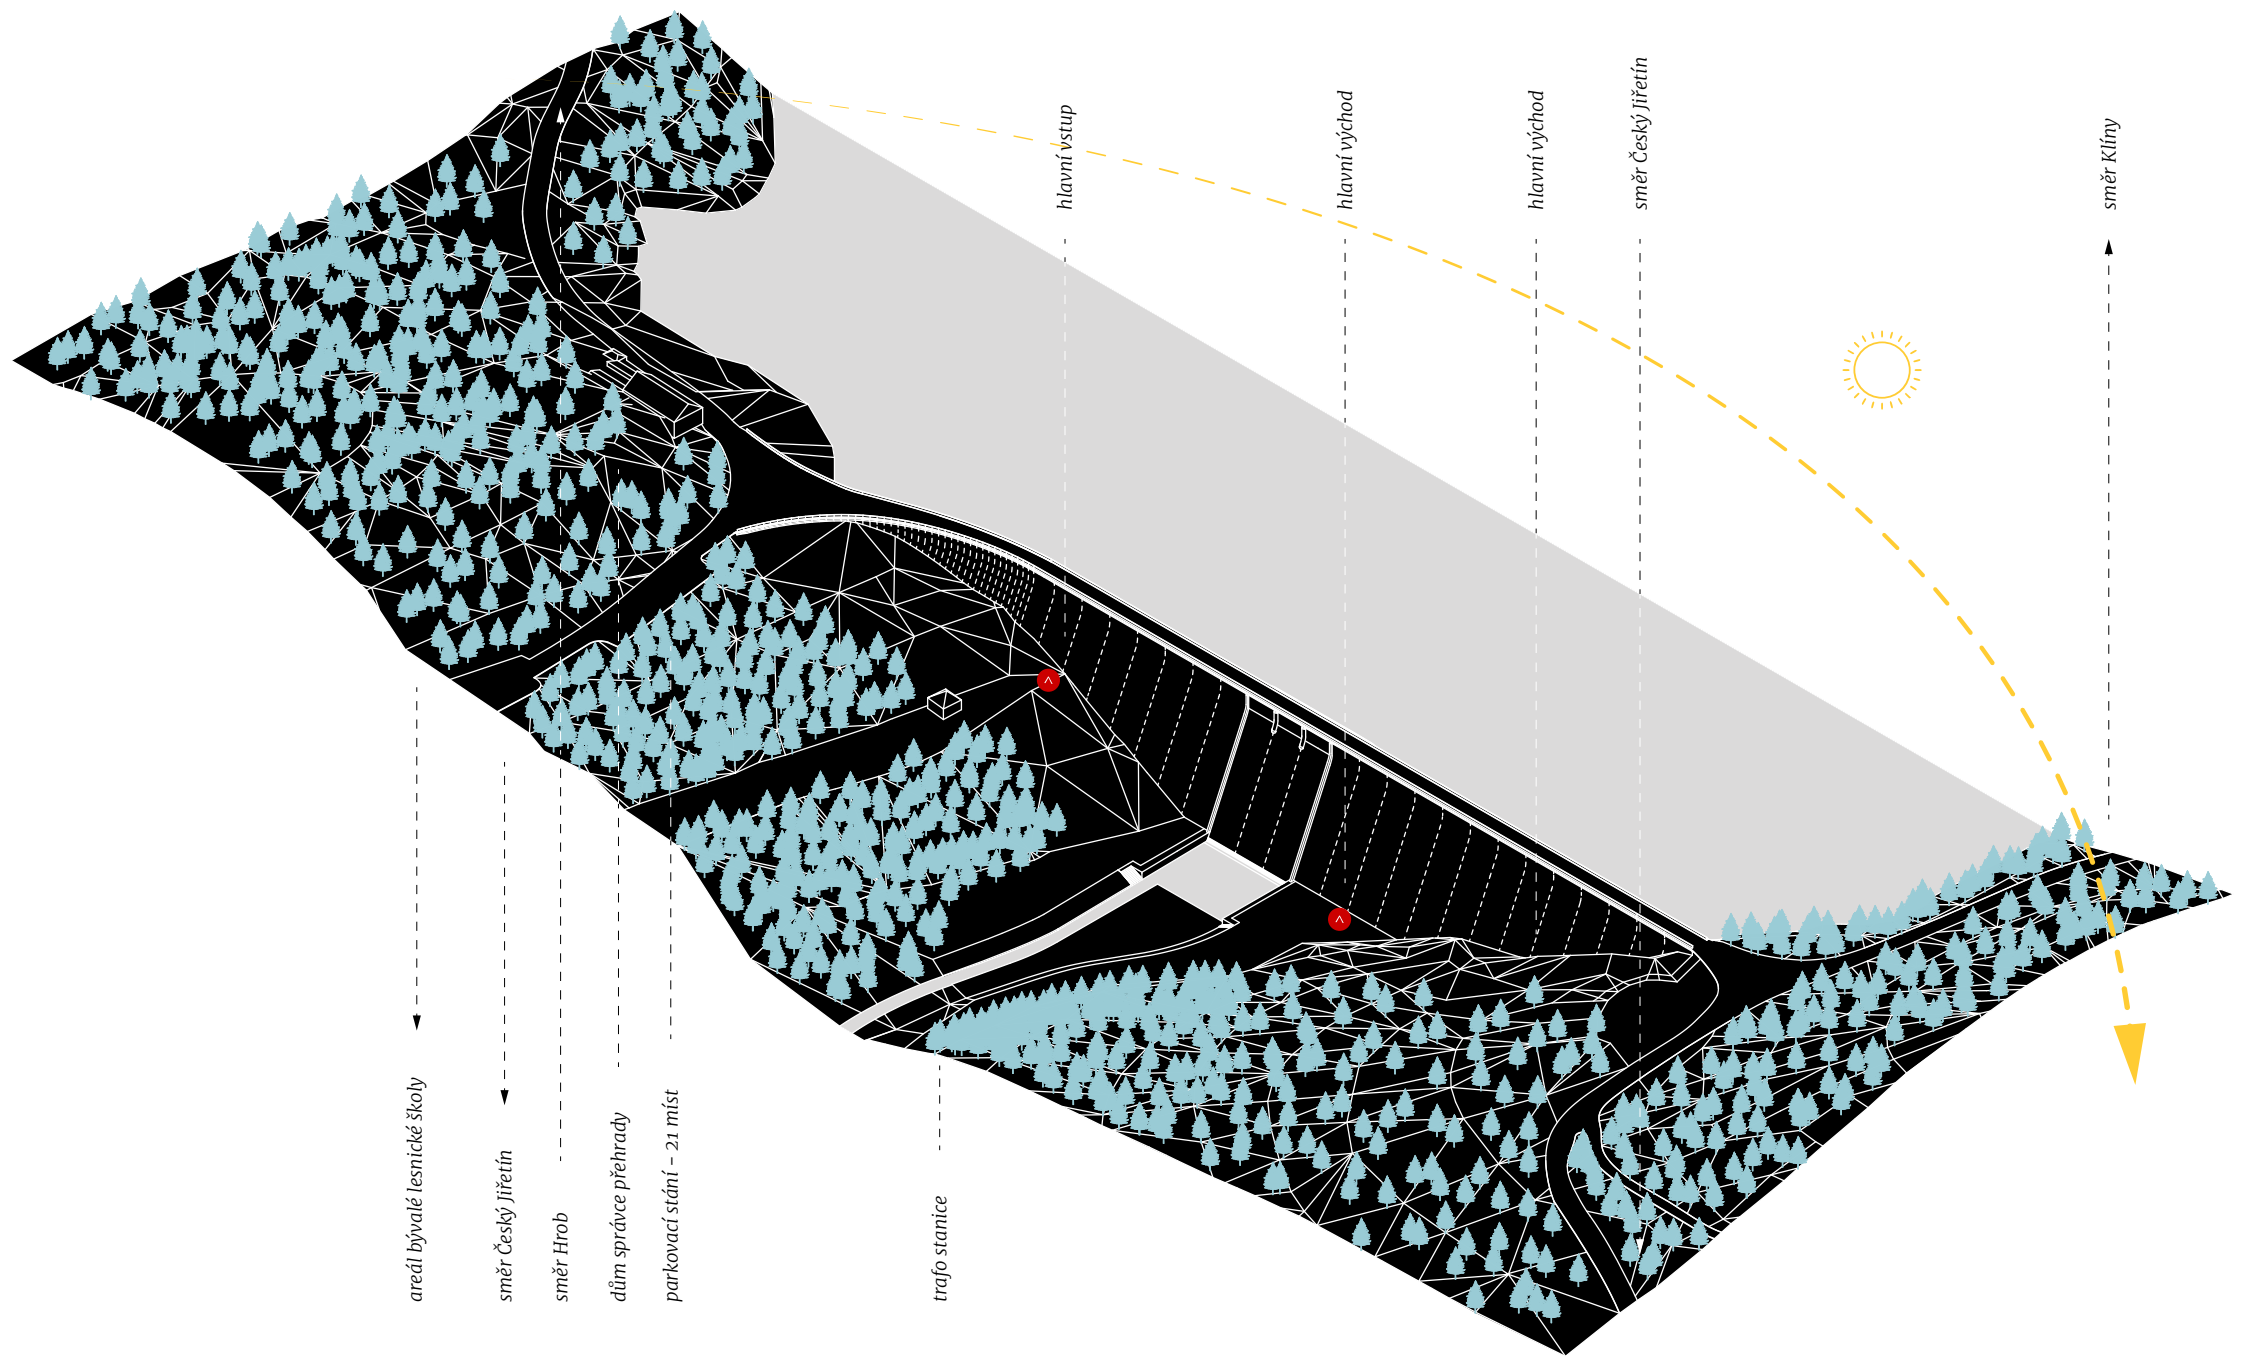 hlavní vstup
hlavní východ
hlavní východ
směr Český Jiřetín
směr Klíny
areál bývalé lesnické školy
směr Český Jiřetín
směr Hrob
dům správce přehrady
parkovací stání – 21 míst
trafo stanice